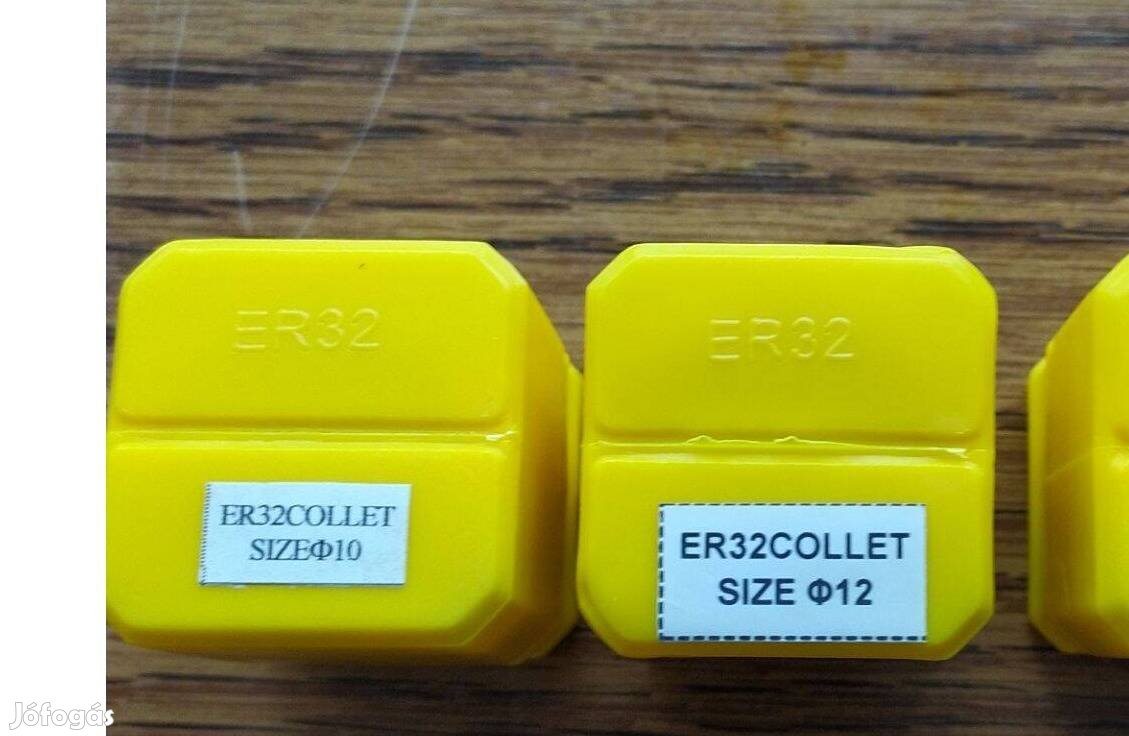 ER32
ER32
ER32COLLET
SIZEΦ10
ER32COLLET
SIZE Φ12
Jófogás